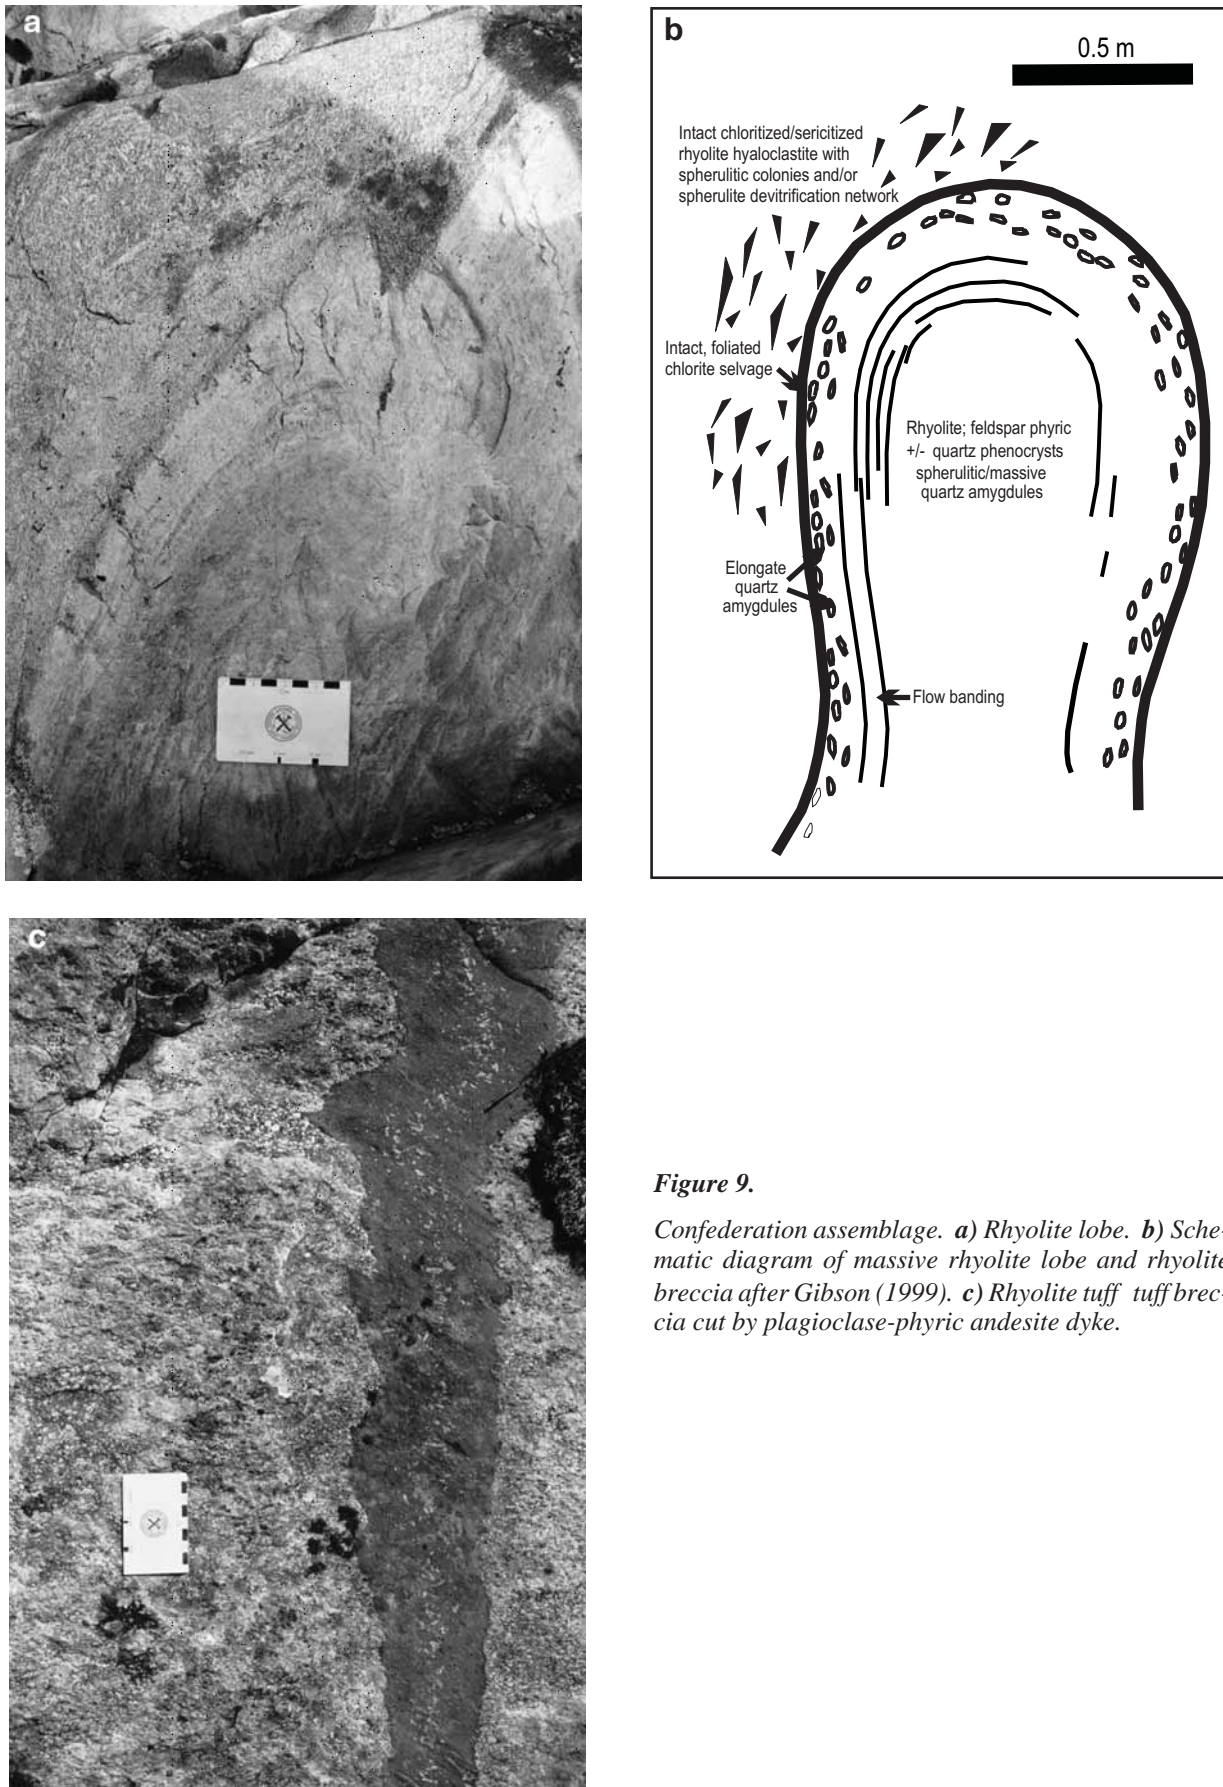 a
b
0.5 m
Intact chloritized/sericitized
rhyolite hyaloclastite with
spherulitic colonies and/or
spherulite devitrification network
Intact, foliated
chlorite selvage
Rhyolite; feldspar phyric
+/- quartz phenocrysts
spherulitic/massive
quartz amygdules
Elongate
quartz
amygdules
Flow banding
c
Figure 9.
Confederation assemblage. a) Rhyolite lobe. b) Sche-
matic diagram of massive rhyolite lobe and rhyolite
breccia after Gibson (1999). c) Rhyolite tuff tuff brec-
cia cut by plagioclase-phyric andesite dyke.